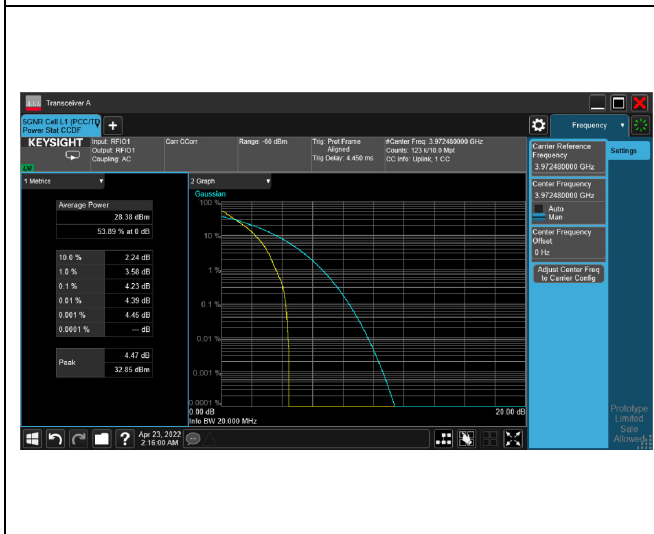 Transceiver A
5GNR Cell L1 (PCC/TD
Power Stat CCDF
Frequency
KEYSIGHT
Input: RFIO1
Output: RFIO1
Coupling: AC
Corr CCorr
Range: -60 dBm
Trig: Pret Frame
Aligned
Trig Delay: 4.450 ms
#Center Freq: 3.972480000 GHz
Counts: 123 k/10.0 Mpt
CC Info: Uplink, 1 CC
1 Metrics
Average Power
28.38 dBm
53.89 % at 0 dB
10.0 % 2.24 dB
1.0 % 3.58 dB
0.1 % 4.23 dB
0.01 % 4.39 dB
0.001 % 4.46 dB
0.0001 % --- dB
Peak
4.47 dB
32.85 dBm
2 Graph
Gaussian
100 %
10 %
1 %
0.1 %
0.01 %
0.001 %
0.0001 %
0.00 dB
20.00 dB
Info BW 20.000 MHz
Carrier Reference
Frequency
3.972480000 GHz
Center Frequency
3.972480000 GHz
Auto
Man
Center Frequency
Offset
0 Hz
Adjust Center Freq
to Carrier Config
Settings
Prototype
Limited
Sale
Allowed
Apr 23, 2022
2:16:00 AM